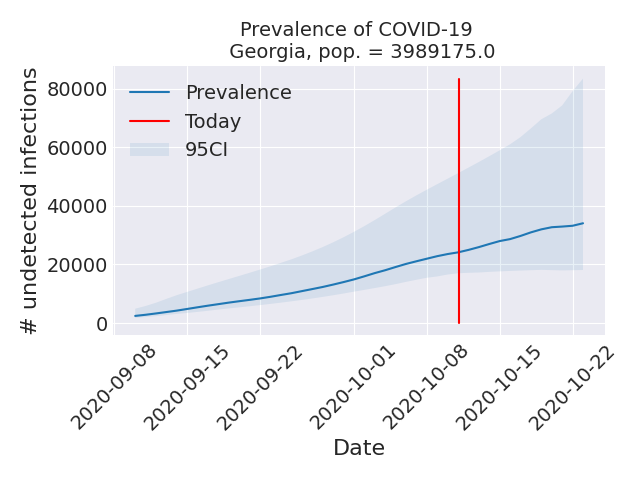 Prevalence of COVID-19
Georgia, pop. = 3989175.0
# undetected infections
80000
60000
40000
20000
0
Prevalence
Today
95CI
2020-09-08
2020-09-15
2020-09-22
2020-10-01
2020-10-08
2020-10-15
2020-10-22
Date